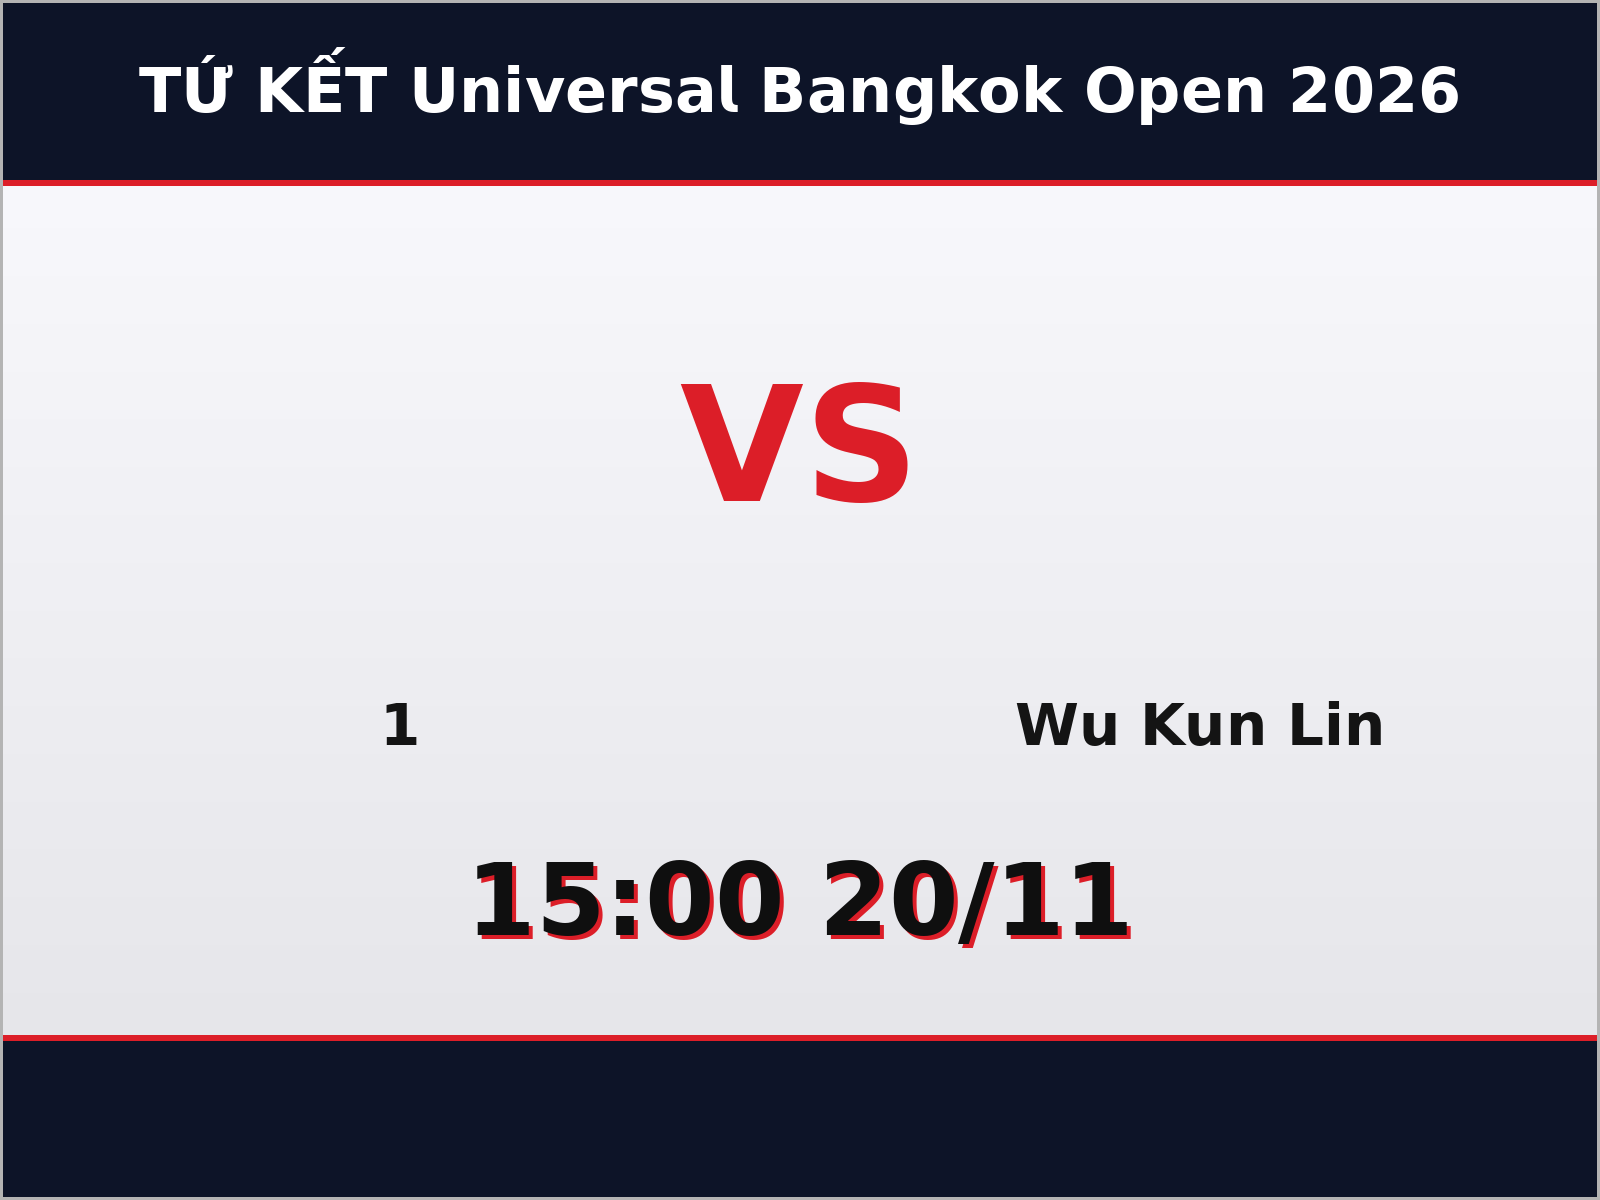 TỨ KẾT Universal Bangkok Open 2026
VS
1
Wu Kun Lin
15:00 20/11